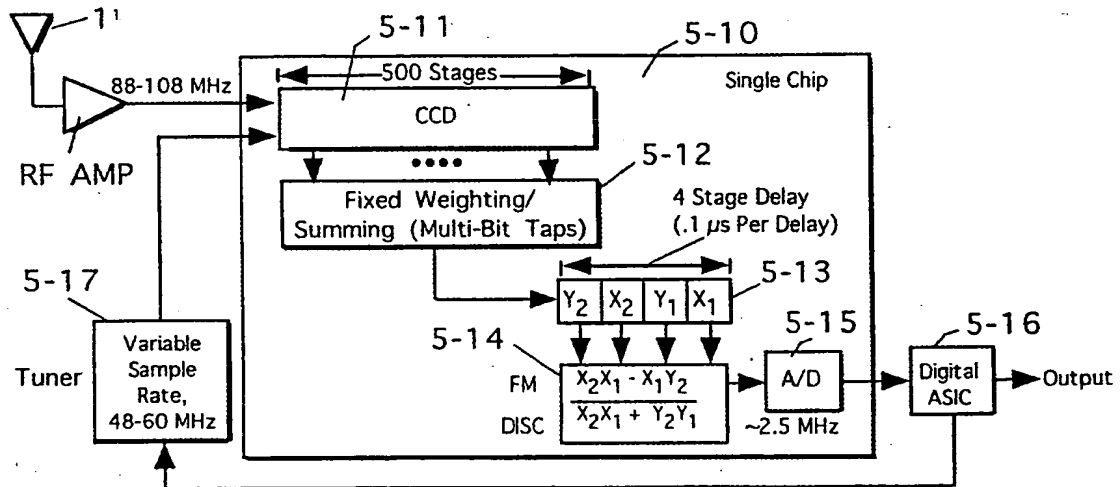 1'
5-11
5-10
500 Stages
Single Chip
88-108 MHz
CCD
RF AMP
5-12
Fixed Weighting/
Summing (Multi-Bit Taps)
4 Stage Delay
(.1 µs Per Delay)
5-17
Y2 X2 Y1 X1
5-13
5-14
5-15
5-16
Tuner
Variable
Sample
Rate,
48-60 MHz
FM
DISC
X2X1 - X1Y2
X2X1 + Y2Y1
A/D
~2.5 MHz
Digital
ASIC
Output